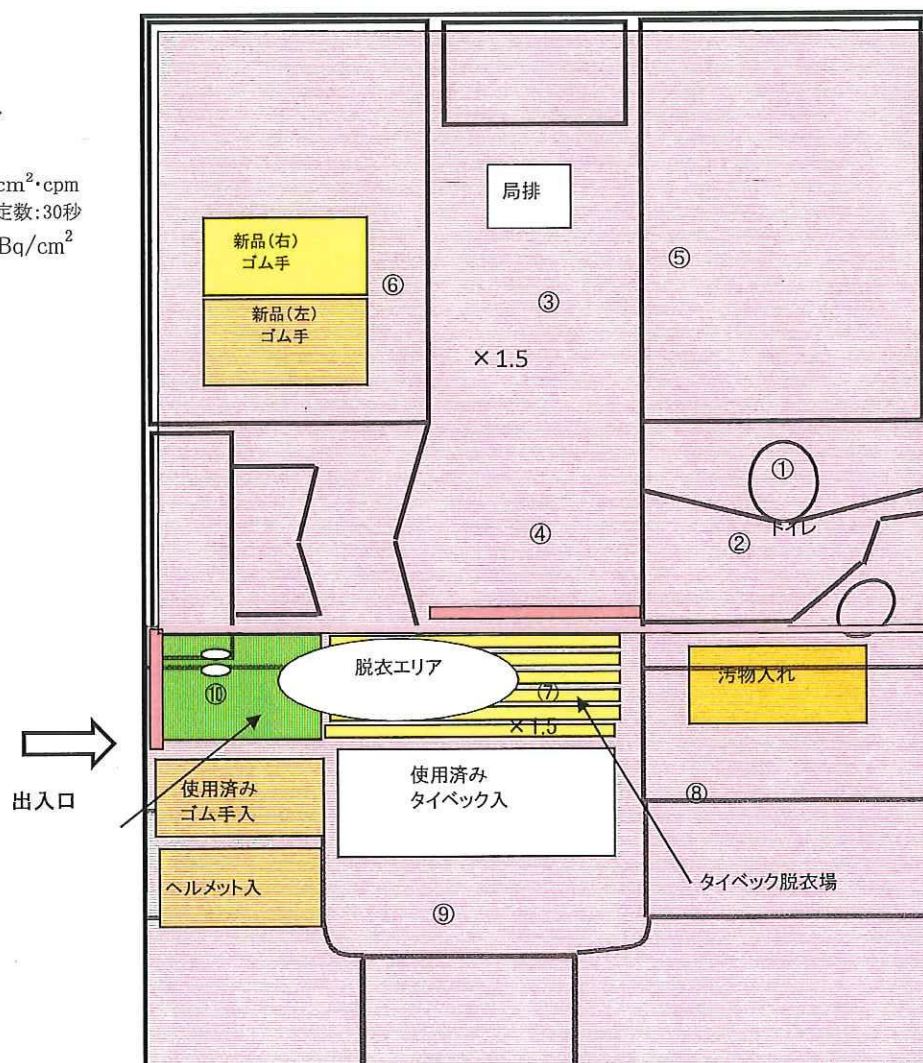 cm²・cpm
定数:30秒
Bq/cm²
局排
新品(右)
ゴム手
⑤
⑥
③
新品(左)
ゴム手
×1.5
①
④
②
トイレ
脱衣エリア
汚物入れ
⑩
⑦
×1.5
使用済み
タイベック入
出入口
使用済み
ゴム手入
⑧
ヘルメット入
タイベック脱衣場
⑨